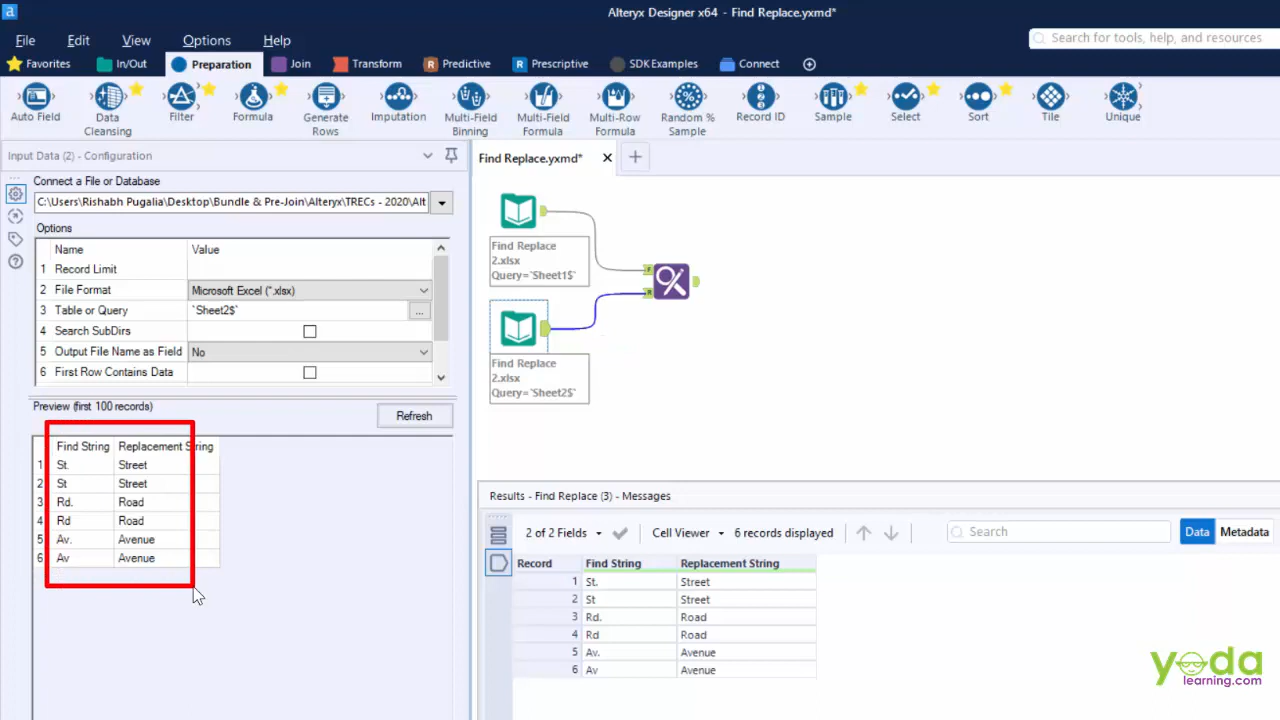 a
Alteryx Designer x64 - Find Replace.yxmd*
File Edit View Options Help
Search for tools, help, and resources
Favorites In/Out Preparation Join Transform R Predictive R Prescriptive SDK Examples Connect
Auto Field
Data Cleansing
Filter
Formula
Generate Rows
Imputation
Multi-Field Binning
Multi-Field Formula
Multi-Row Formula
Random % Sample
Record ID
Sample
Select
Sort
Tile
Unique
Input Data (2) - Configuration
Connect a File or Database
C:\Users\Rishabh Pugalia\Desktop\Bundle & Pre-Join\Alteryx\TRECs - 2020\Alt
Options
Name Value
1 Record Limit
2 File Format Microsoft Excel (*.xlsx)
3 Table or Query `Sheet2$` ...
4 Search SubDirs
5 Output File Name as Field No
6 First Row Contains Data
Preview (first 100 records)
Refresh
Find String Replacement String
1 St. Street
2 St Street
3 Rd. Road
4 Rd Road
5 Av. Avenue
6 Av Avenue
Find Replace.yxmd*
Find Replace
2.xlsx
Query=`Sheet1$`
F
R
Find Replace
2.xlsx
Query=`Sheet2$`
Results - Find Replace (3) - Messages
2 of 2 Fields Cell Viewer 6 records displayed Search Data Metadata
Record Find String Replacement String
1 St. Street
2 St Street
3 Rd. Road
4 Rd Road
5 Av. Avenue
6 Av Avenue
yoda
learning.com